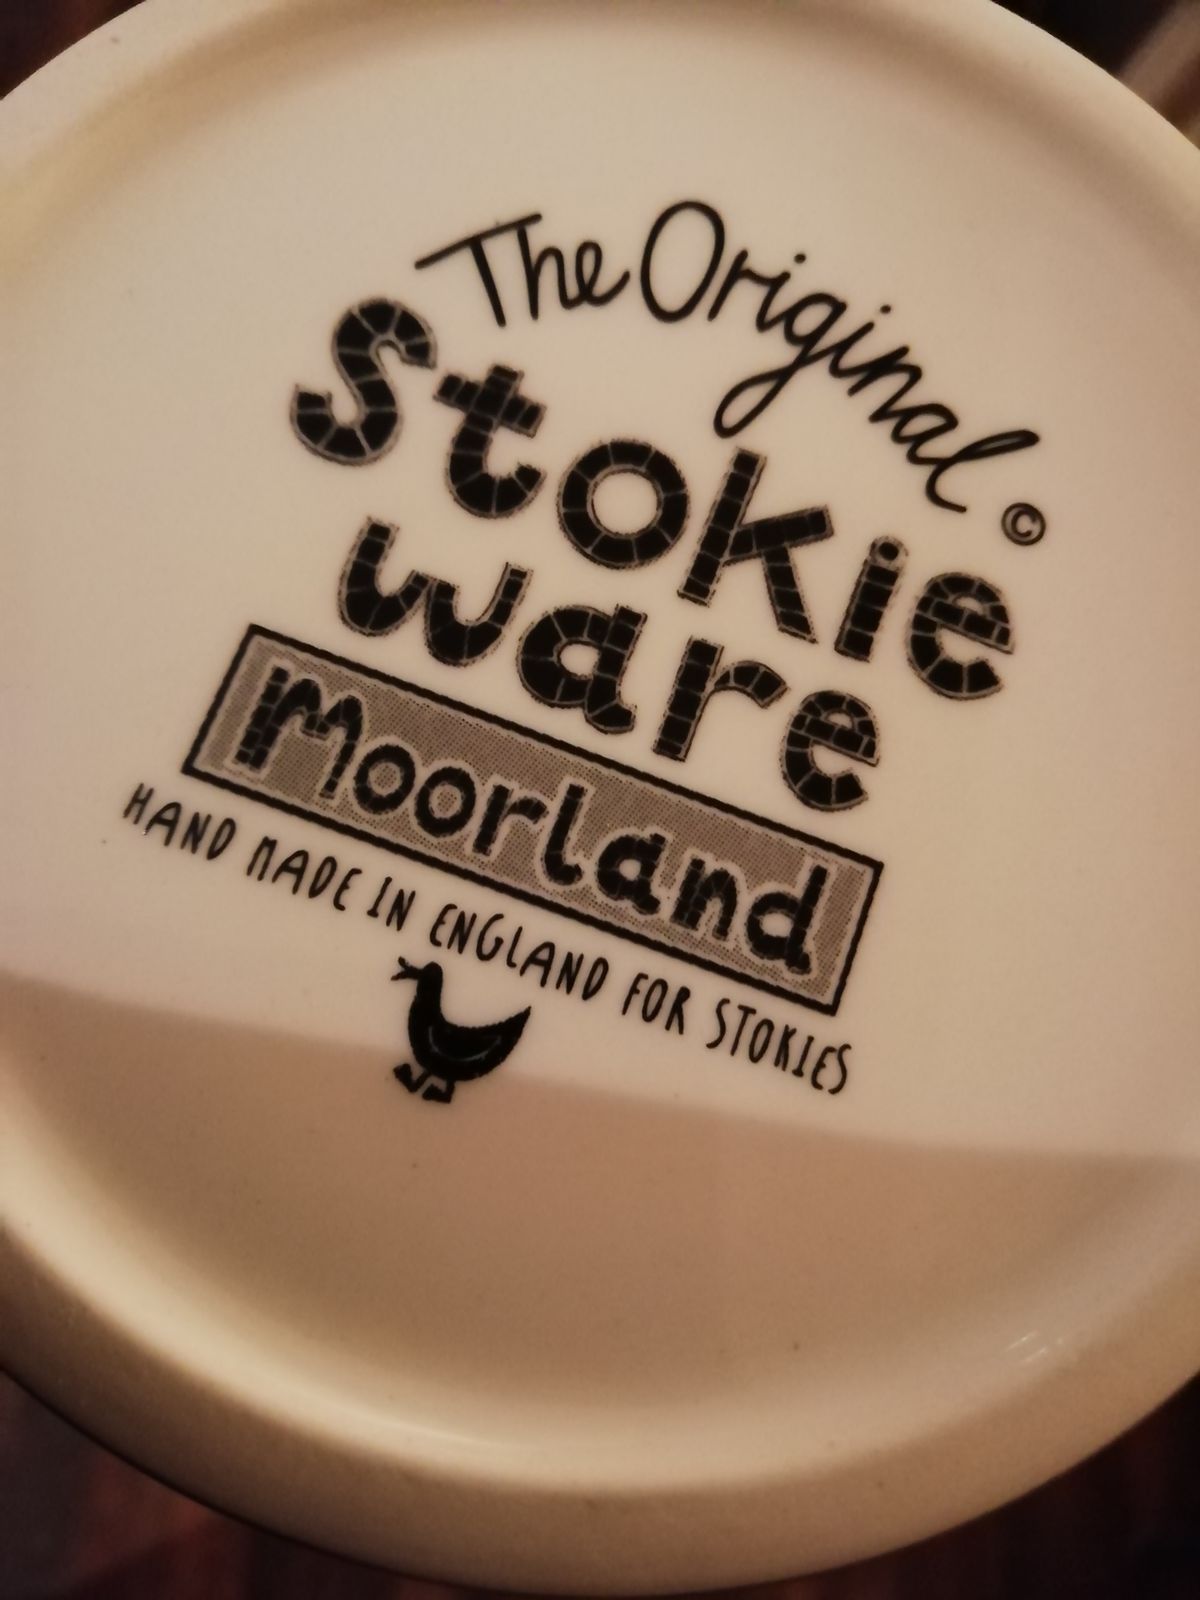 The Original ©
Stokie
ware
Moorland
HAND MADE IN ENGLAND FOR STOKIES